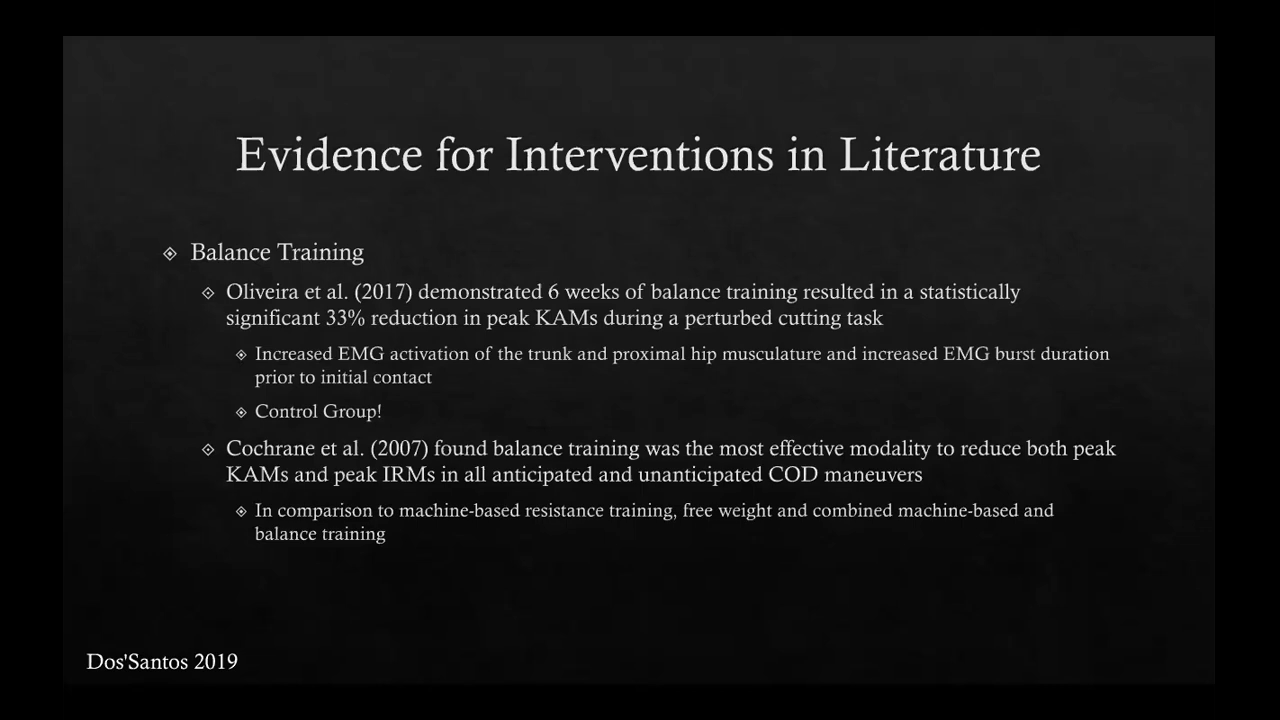 Evidence for Interventions in Literature
Balance Training
Oliveira et al. (2017) demonstrated 6 weeks of balance training resulted in a statistically
significant 33% reduction in peak KAMs during a perturbed cutting task
Increased EMG activation of the trunk and proximal hip musculature and increased EMG burst duration
prior to initial contact
Control Group!
Cochrane et al. (2007) found balance training was the most effective modality to reduce both peak
KAMs and peak IRMs in all anticipated and unanticipated COD maneuvers
In comparison to machine-based resistance training, free weight and combined machine-based and
balance training
Dos'Santos 2019